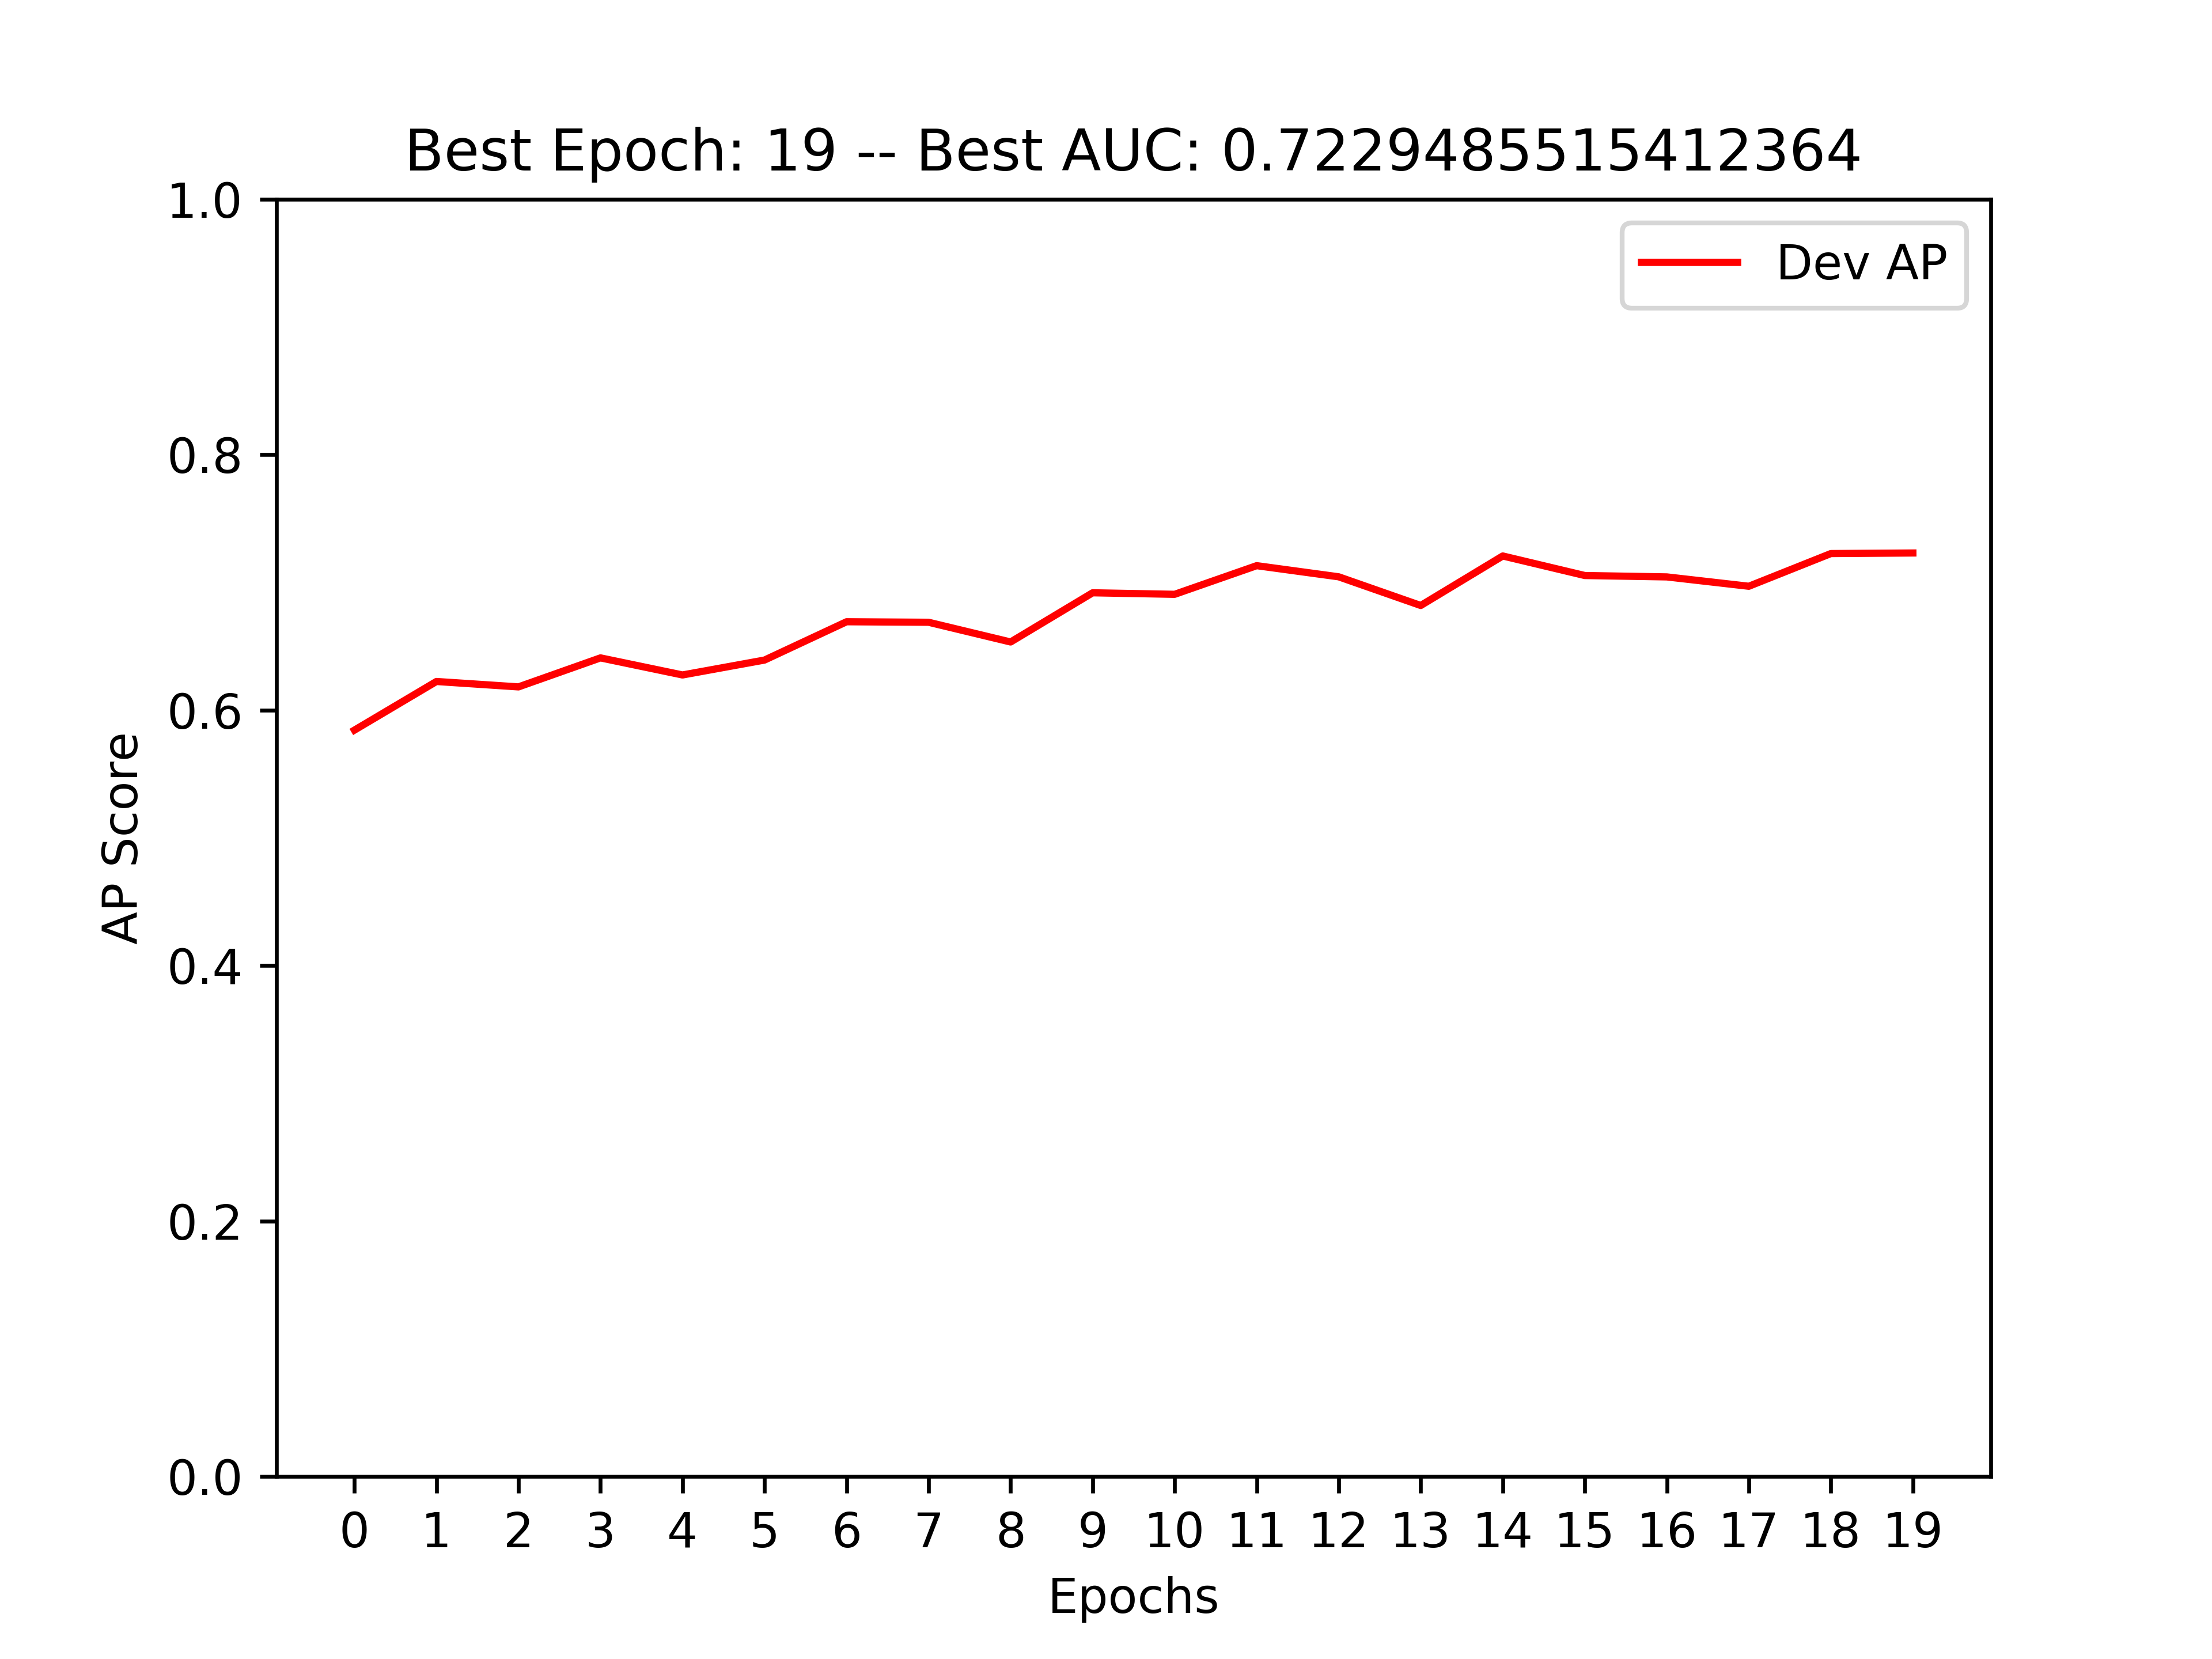 Best Epoch: 19 -- Best AUC: 0.7229485515412364
Dev AP
1.0
0.8
0.6
0.4
0.2
0.0
AP Score
0 1 2 3 4 5 6 7 8 9 10 11 12 13 14 15 16 17 18 19
Epochs